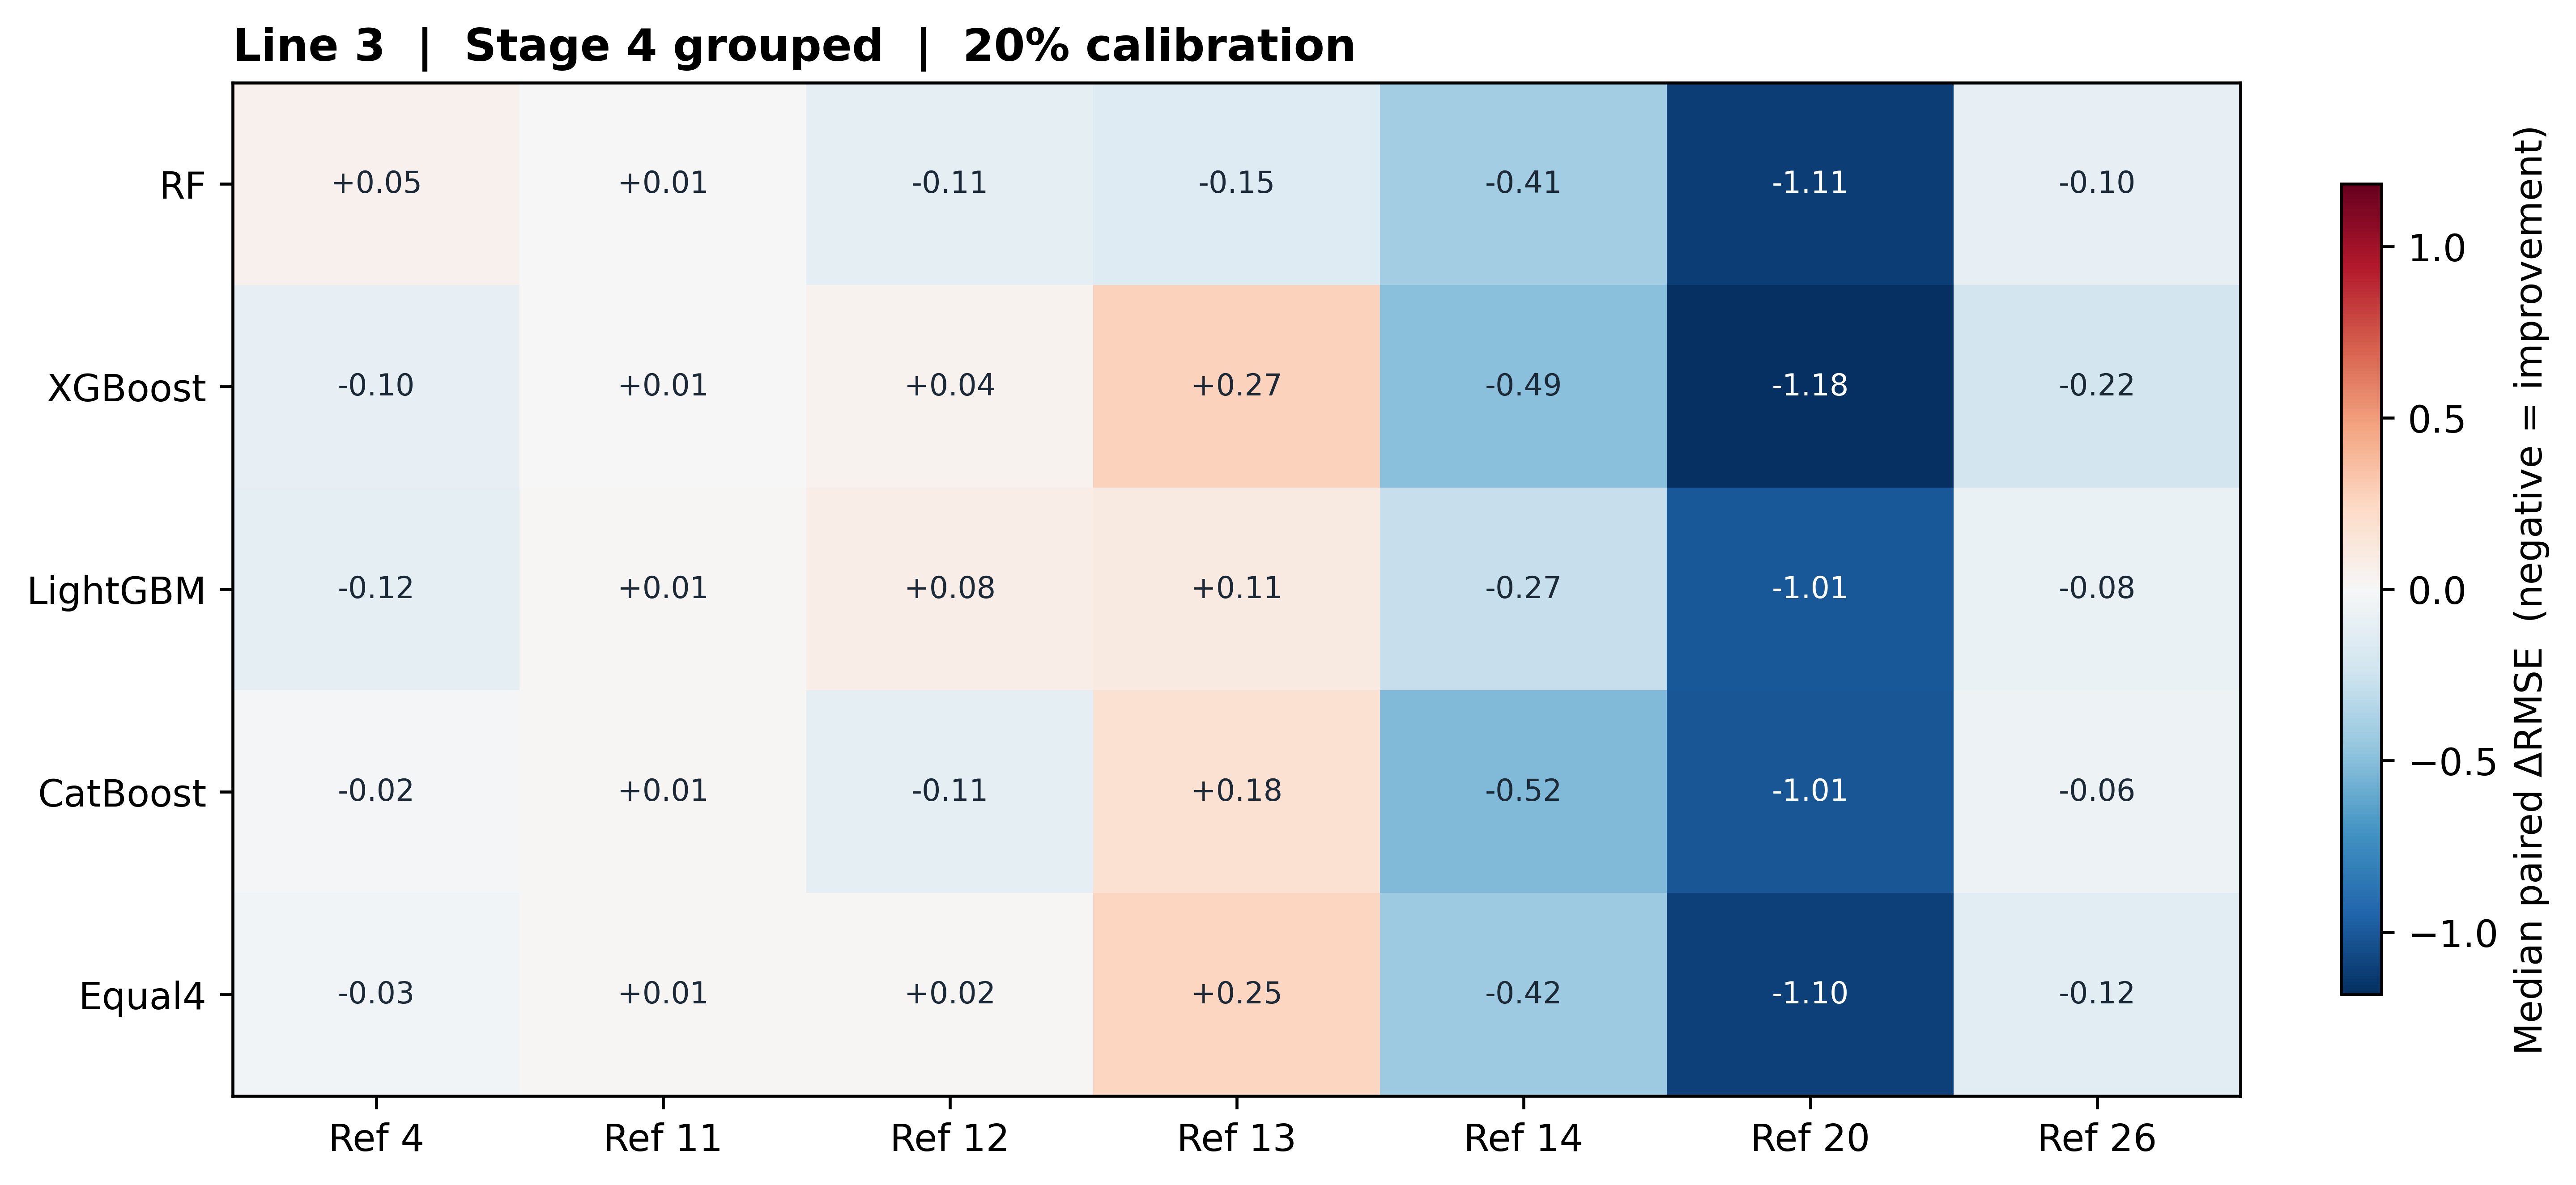 Line 3 | Stage 4 grouped | 20% calibration
RF +0.05 +0.01 -0.11 -0.15 -0.41 -1.11 -0.10
XGBoost -0.10 +0.01 +0.04 +0.27 -0.49 -1.18 -0.22
LightGBM -0.12 +0.01 +0.08 +0.11 -0.27 -1.01 -0.08
CatBoost -0.02 +0.01 -0.11 +0.18 -0.52 -1.01 -0.06
Equal4 -0.03 +0.01 +0.02 +0.25 -0.42 -1.10 -0.12
Ref 4 Ref 11 Ref 12 Ref 13 Ref 14 Ref 20 Ref 26
1.0
0.5
0.0
−0.5
−1.0
Median paired ΔRMSE (negative = improvement)